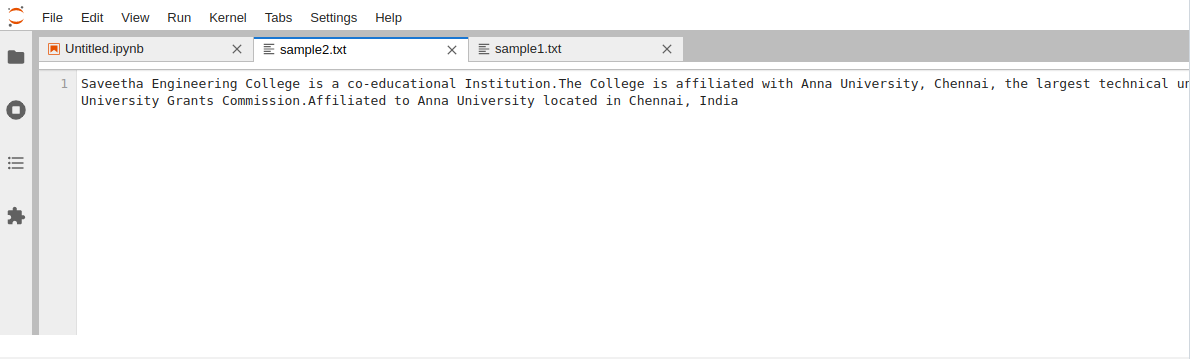 File Edit View Run Kernel Tabs Settings Help
Untitled.ipynb sample2.txt sample1.txt
1 Saveetha Engineering College is a co-educational Institution.The College is affiliated with Anna University, Chennai, the largest technical
University Grants Commission.Affiliated to Anna University located in Chennai, India